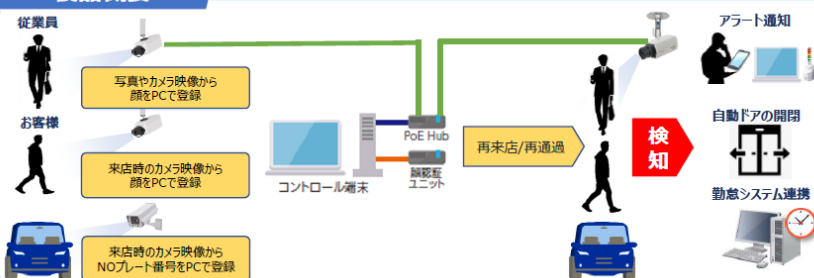 従業員
写真やカメラ映像から
顔をPCで登録
お客様
来店時のカメラ映像から
顔をPCで登録
来店時のカメラ映像から
NOプレート番号をPCで登録
コントロール端末
PoE Hub
顔認証
ユニット
再来店/再通過
検
知
アラート通知
自動ドアの開閉
勤怠システム連携